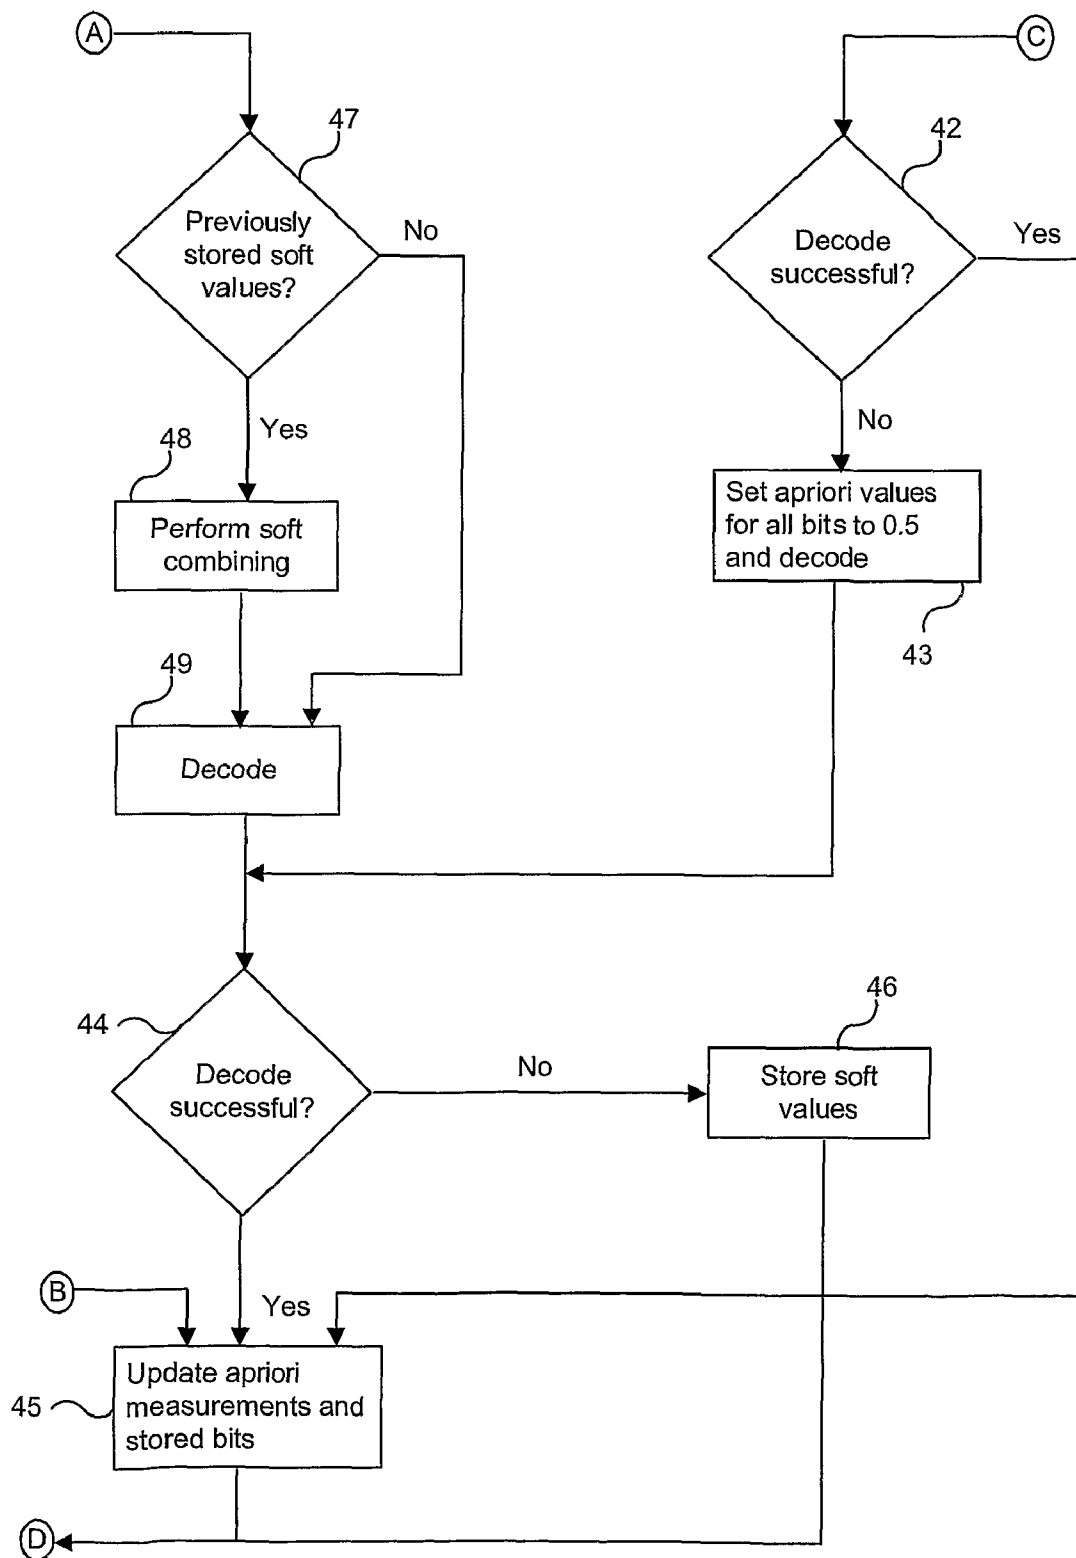 A
C
47
42
Previously
stored soft
values?
No
Decode
successful?
Yes
Yes
No
48
Perform soft
combining
Set apriori values
for all bits to 0.5
and decode
43
49
Decode
44
Decode
successful?
No
46
Store soft
values
B
Yes
45
Update apriori
measurements and
stored bits
D